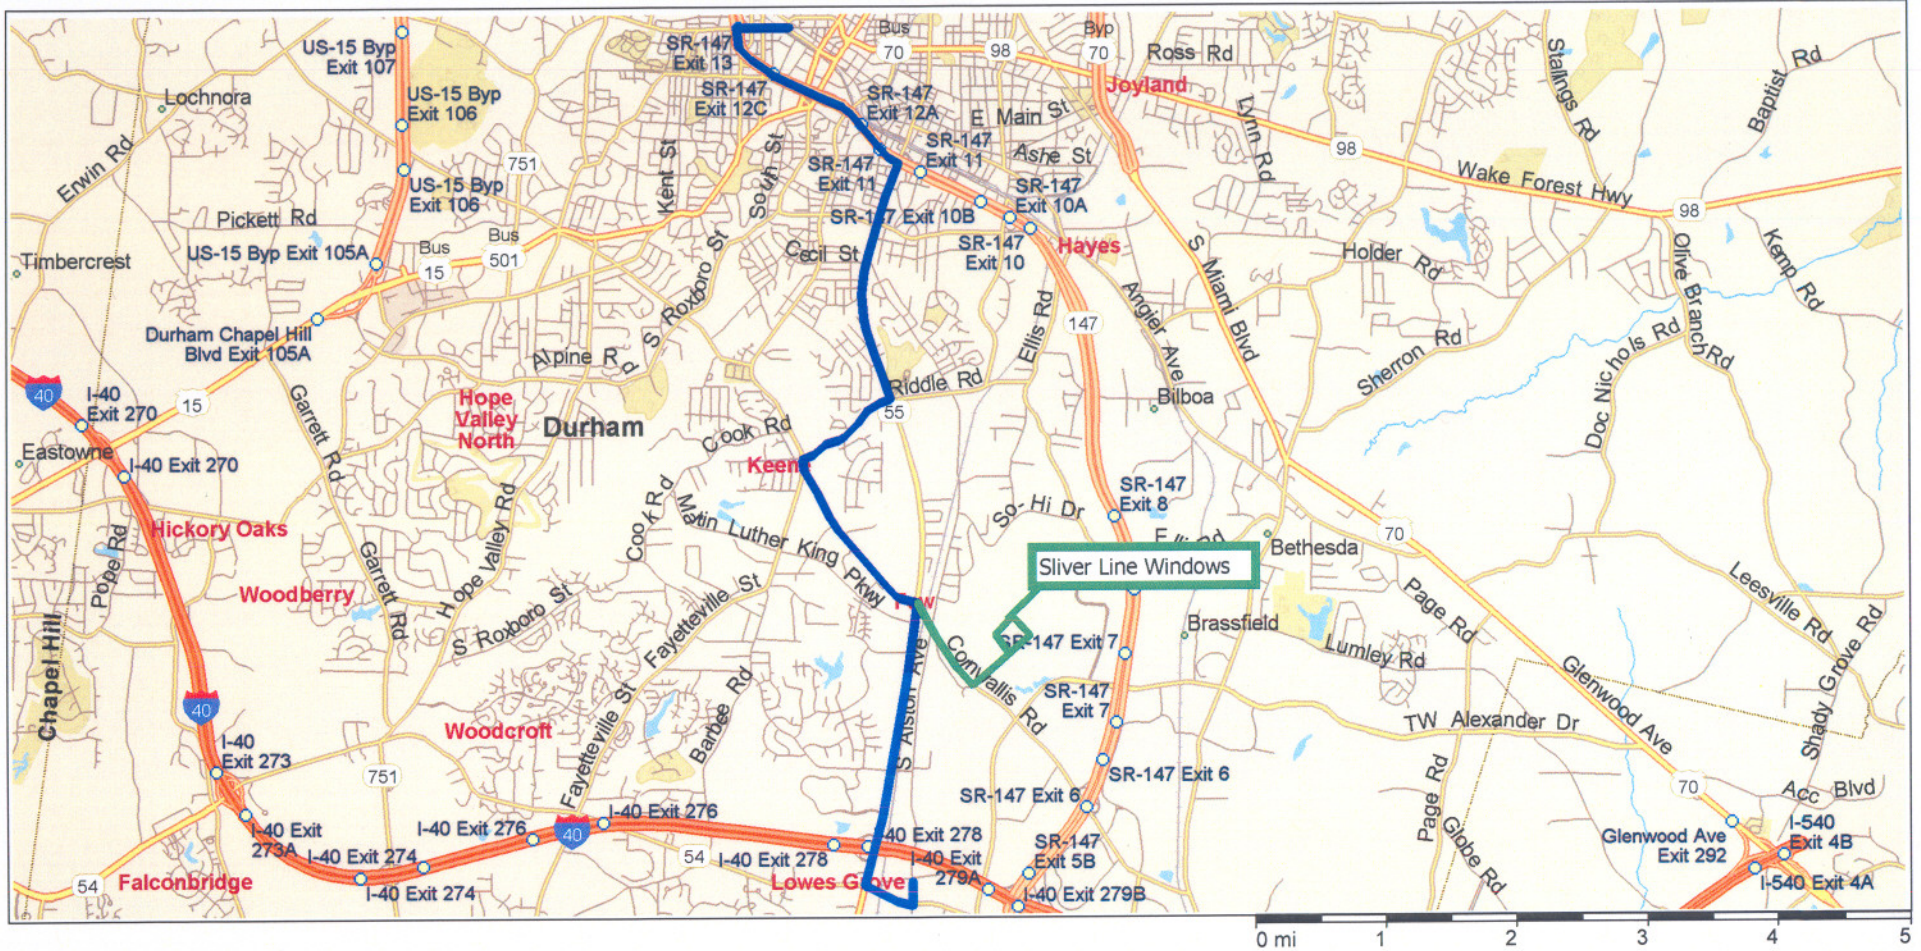 US-15 Byp
Exit 107
SR-147
Exit 13
Bus
70
98
Byp
70
Ross Rd
Joyland
Stallings Rd
Baptist Rd
Lochnora
US-15 Byp
Exit 106
SR-147
Exit 12C
SR-147
Exit 12A
E Main St
Lynn Rd
98
Erwin Rd
751
Kent St
South St
SR-147
Exit 11
SR-147
Exit 11
Ashe St
Wake Forest Hwy
US-15 Byp
Exit 106
SR-147
Exit 10A
98
Pickett Rd
Exit 10B
Bus
15
Bus
501
US-15 Byp Exit 105A
S Roxboro St
Cecil St
SR-147
Exit 10
Hayes
S Miami Blvd
Holder Rd
Olive Branch Rd
Kemp Rd
Timbercrest
Durham Chapel Hill
Blvd Exit 105A
Alpine Rd
Ellis Rd
147
Angier Ave
Sherron Rd
Doc Nichols Rd
40
I-40
Exit 270
15
Garrett Rd
Hope
Valley
North
Durham
Riddle Rd
55
Bilboa
Eastowne
I-40 Exit 270
Cook Rd
Keene
Cook Rd
Hope Valley Rd
Martin Luther King Pkwy
So-Hi Dr
SR-147
Exit 8
70
Hickory Oaks
Pope Rd
Garrett Rd
Bethesda
Sliver Line Windows
Woodberry
S Roxboro St
Fayetteville St
Page Rd
Leesville Rd
Chapel Hill
Cornwallis Rd
SR-147 Exit 7
Brassfield
Lumley Rd
Glenwood Ave
Shady Grove Rd
40
Woodcroft
Fayetteville St
Barbee Rd
S Alston Ave
SR-147
Exit 7
TW Alexander Dr
I-40
Exit 273
751
SR-147 Exit 6
SR-147 Exit 6
Page Rd
70
Acc Blvd
I-40 Exit
273A
I-40 Exit 274
I-40 Exit 274
I-40 Exit 276
40
I-40 Exit 276
54
I-40 Exit 278
40 Exit 278
I-40 Exit
279A
SR-147
Exit 5B
I-40 Exit 279B
Globe Rd
Glenwood Ave
Exit 292
I-540
Exit 4B
I-540 Exit 4A
54
Falconbridge
Lowes Grove
0 mi
1
2
3
4
5